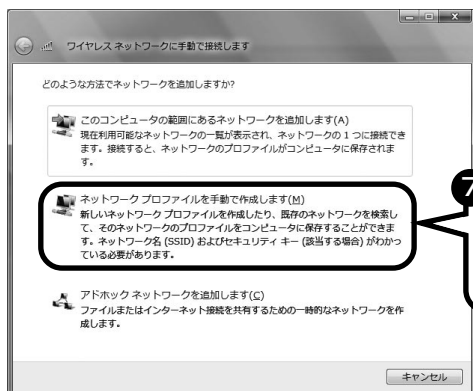 ワイヤレス ネットワークに手動で接続します
どのような方法でネットワークを追加しますか?
このコンピュータの範囲にあるネットワークを追加します(A)
現在利用可能なネットワークの一覧が表示され、ネットワークの 1 つに接続でき
ます。接続すると、ネットワークのプロファイルがコンピュータに保存されま
す。
ネットワーク プロファイルを手動で作成します(M)
新しいネットワーク プロファイルを作成したり、既存のネットワークを検索し
て、そのネットワークのプロファイルをコンピュータに保存することができま
す。ネットワーク名 (SSID) およびセキュリティ キー (該当する場合) がわかっ
ている必要があります。
7
アドホック ネットワークを追加します(C)
ファイルまたはインターネット接続を共有するための一時的なネットワークを作
成します。
キャンセル